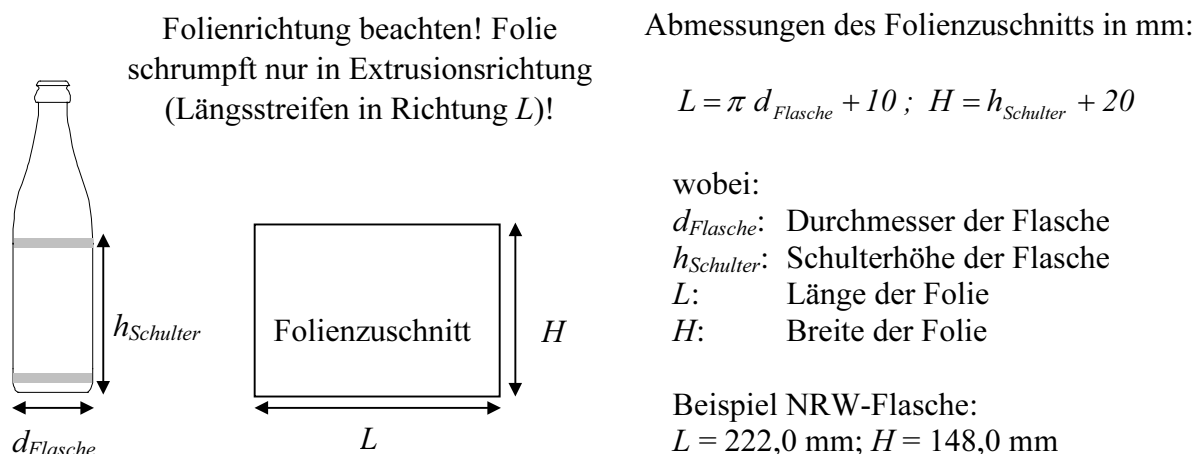 Folienrichtung beachten! Folie
schrumpft nur in Extrusionsrichtung
(Längsstreifen in Richtung L)!
h_Schulter
d_Flasche
Folienzuschnitt
H
L
Abmessungen des Folienzuschnitts in mm:
L = π d_Flasche + 10 ; H = h_Schulter + 20
wobei:
d_Flasche: Durchmesser der Flasche
h_Schulter: Schulterhöhe der Flasche
L: Länge der Folie
H: Breite der Folie
Beispiel NRW-Flasche:
L = 222,0 mm; H = 148,0 mm